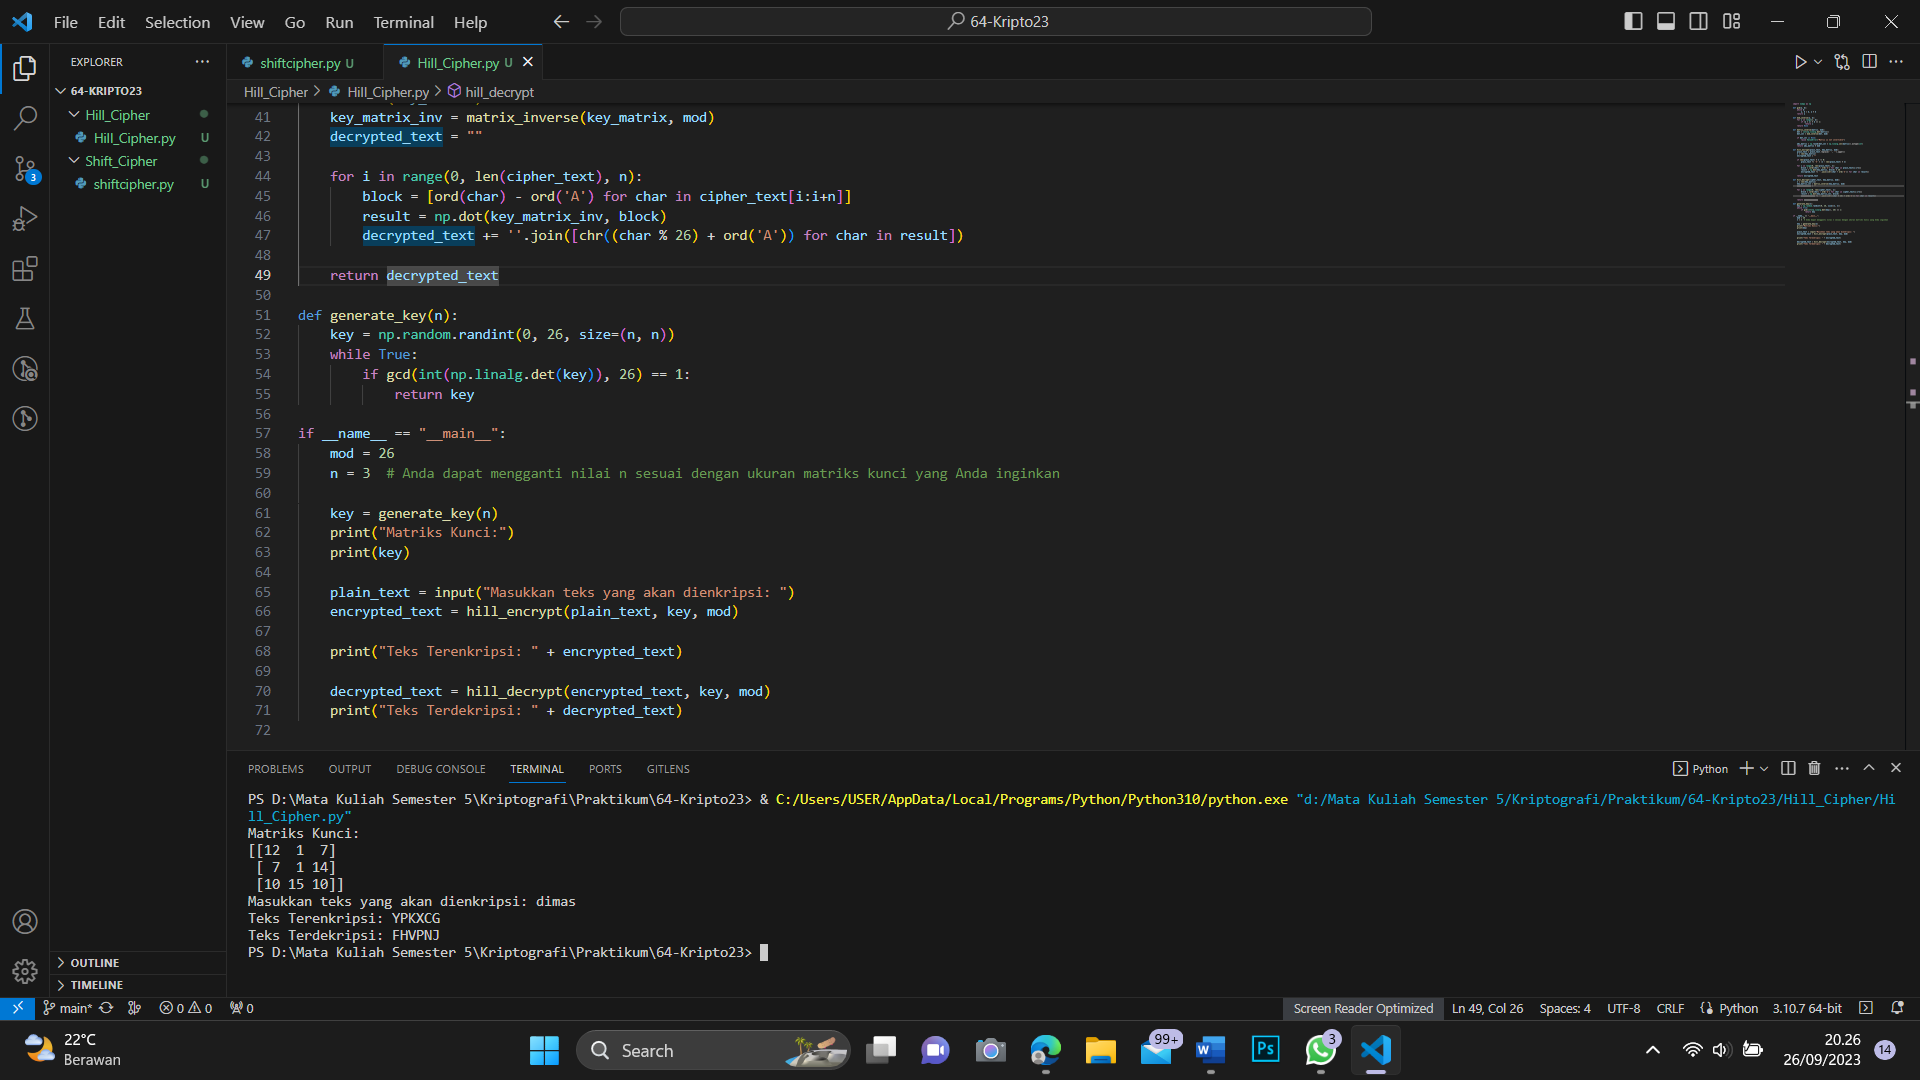 File Edit Selection View Go Run Terminal Help
64-Kripto23
EXPLORER
64-KRIPTO23
Hill_Cipher
Hill_Cipher.py U
Shift_Cipher
shiftcipher.py U
OUTLINE
TIMELINE
shiftcipher.py U Hill_Cipher.py U
Hill_Cipher > Hill_Cipher.py > hill_decrypt
41 key_matrix_inv = matrix_inverse(key_matrix, mod)
42 decrypted_text = ""
43
44 for i in range(0, len(cipher_text), n):
45 block = [ord(char) - ord('A') for char in cipher_text[i:i+n]]
46 result = np.dot(key_matrix_inv, block)
47 decrypted_text += ''.join([chr((char % 26) + ord('A')) for char in result])
48
49 return decrypted_text
50
51 def generate_key(n):
52 key = np.random.randint(0, 26, size=(n, n))
53 while True:
54 if gcd(int(np.linalg.det(key)), 26) == 1:
55 return key
56
57 if __name__ == "__main__":
58 mod = 26
59 n = 3 # Anda dapat mengganti nilai n sesuai dengan ukuran matriks kunci yang Anda inginkan
60
61 key = generate_key(n)
62 print("Matriks Kunci:")
63 print(key)
64
65 plain_text = input("Masukkan teks yang akan dienkripsi: ")
66 encrypted_text = hill_encrypt(plain_text, key, mod)
67
68 print("Teks Terenkripsi: " + encrypted_text)
69
70 decrypted_text = hill_decrypt(encrypted_text, key, mod)
71 print("Teks Terdekripsi: " + decrypted_text)
72
PROBLEMS OUTPUT DEBUG CONSOLE TERMINAL PORTS GITLENS
Python
PS D:\Mata Kuliah Semester 5\Kriptografi\Praktikum\64-Kripto23> & C:/Users/USER/AppData/Local/Programs/Python/Python310/python.exe "d:/Mata Kuliah Semester 5/Kriptografi/Praktikum/64-Kripto23/Hill_Cipher/Hi
ll_Cipher.py"
Matriks Kunci:
[[12 1 7]
[ 7 1 14]
[10 15 10]]
Masukkan teks yang akan dienkripsi: dimas
Teks Terenkripsi: YPKXCG
Teks Terdekripsi: FHVPNJ
PS D:\Mata Kuliah Semester 5\Kriptografi\Praktikum\64-Kripto23>
3
main* 0 0 0
Screen Reader Optimized Ln 49, Col 26 Spaces: 4 UTF-8 CRLF Python 3.10.7 64-bit
22°C
Berawan
Search
99+
W
Ps
3
20.26
26/09/2023
14